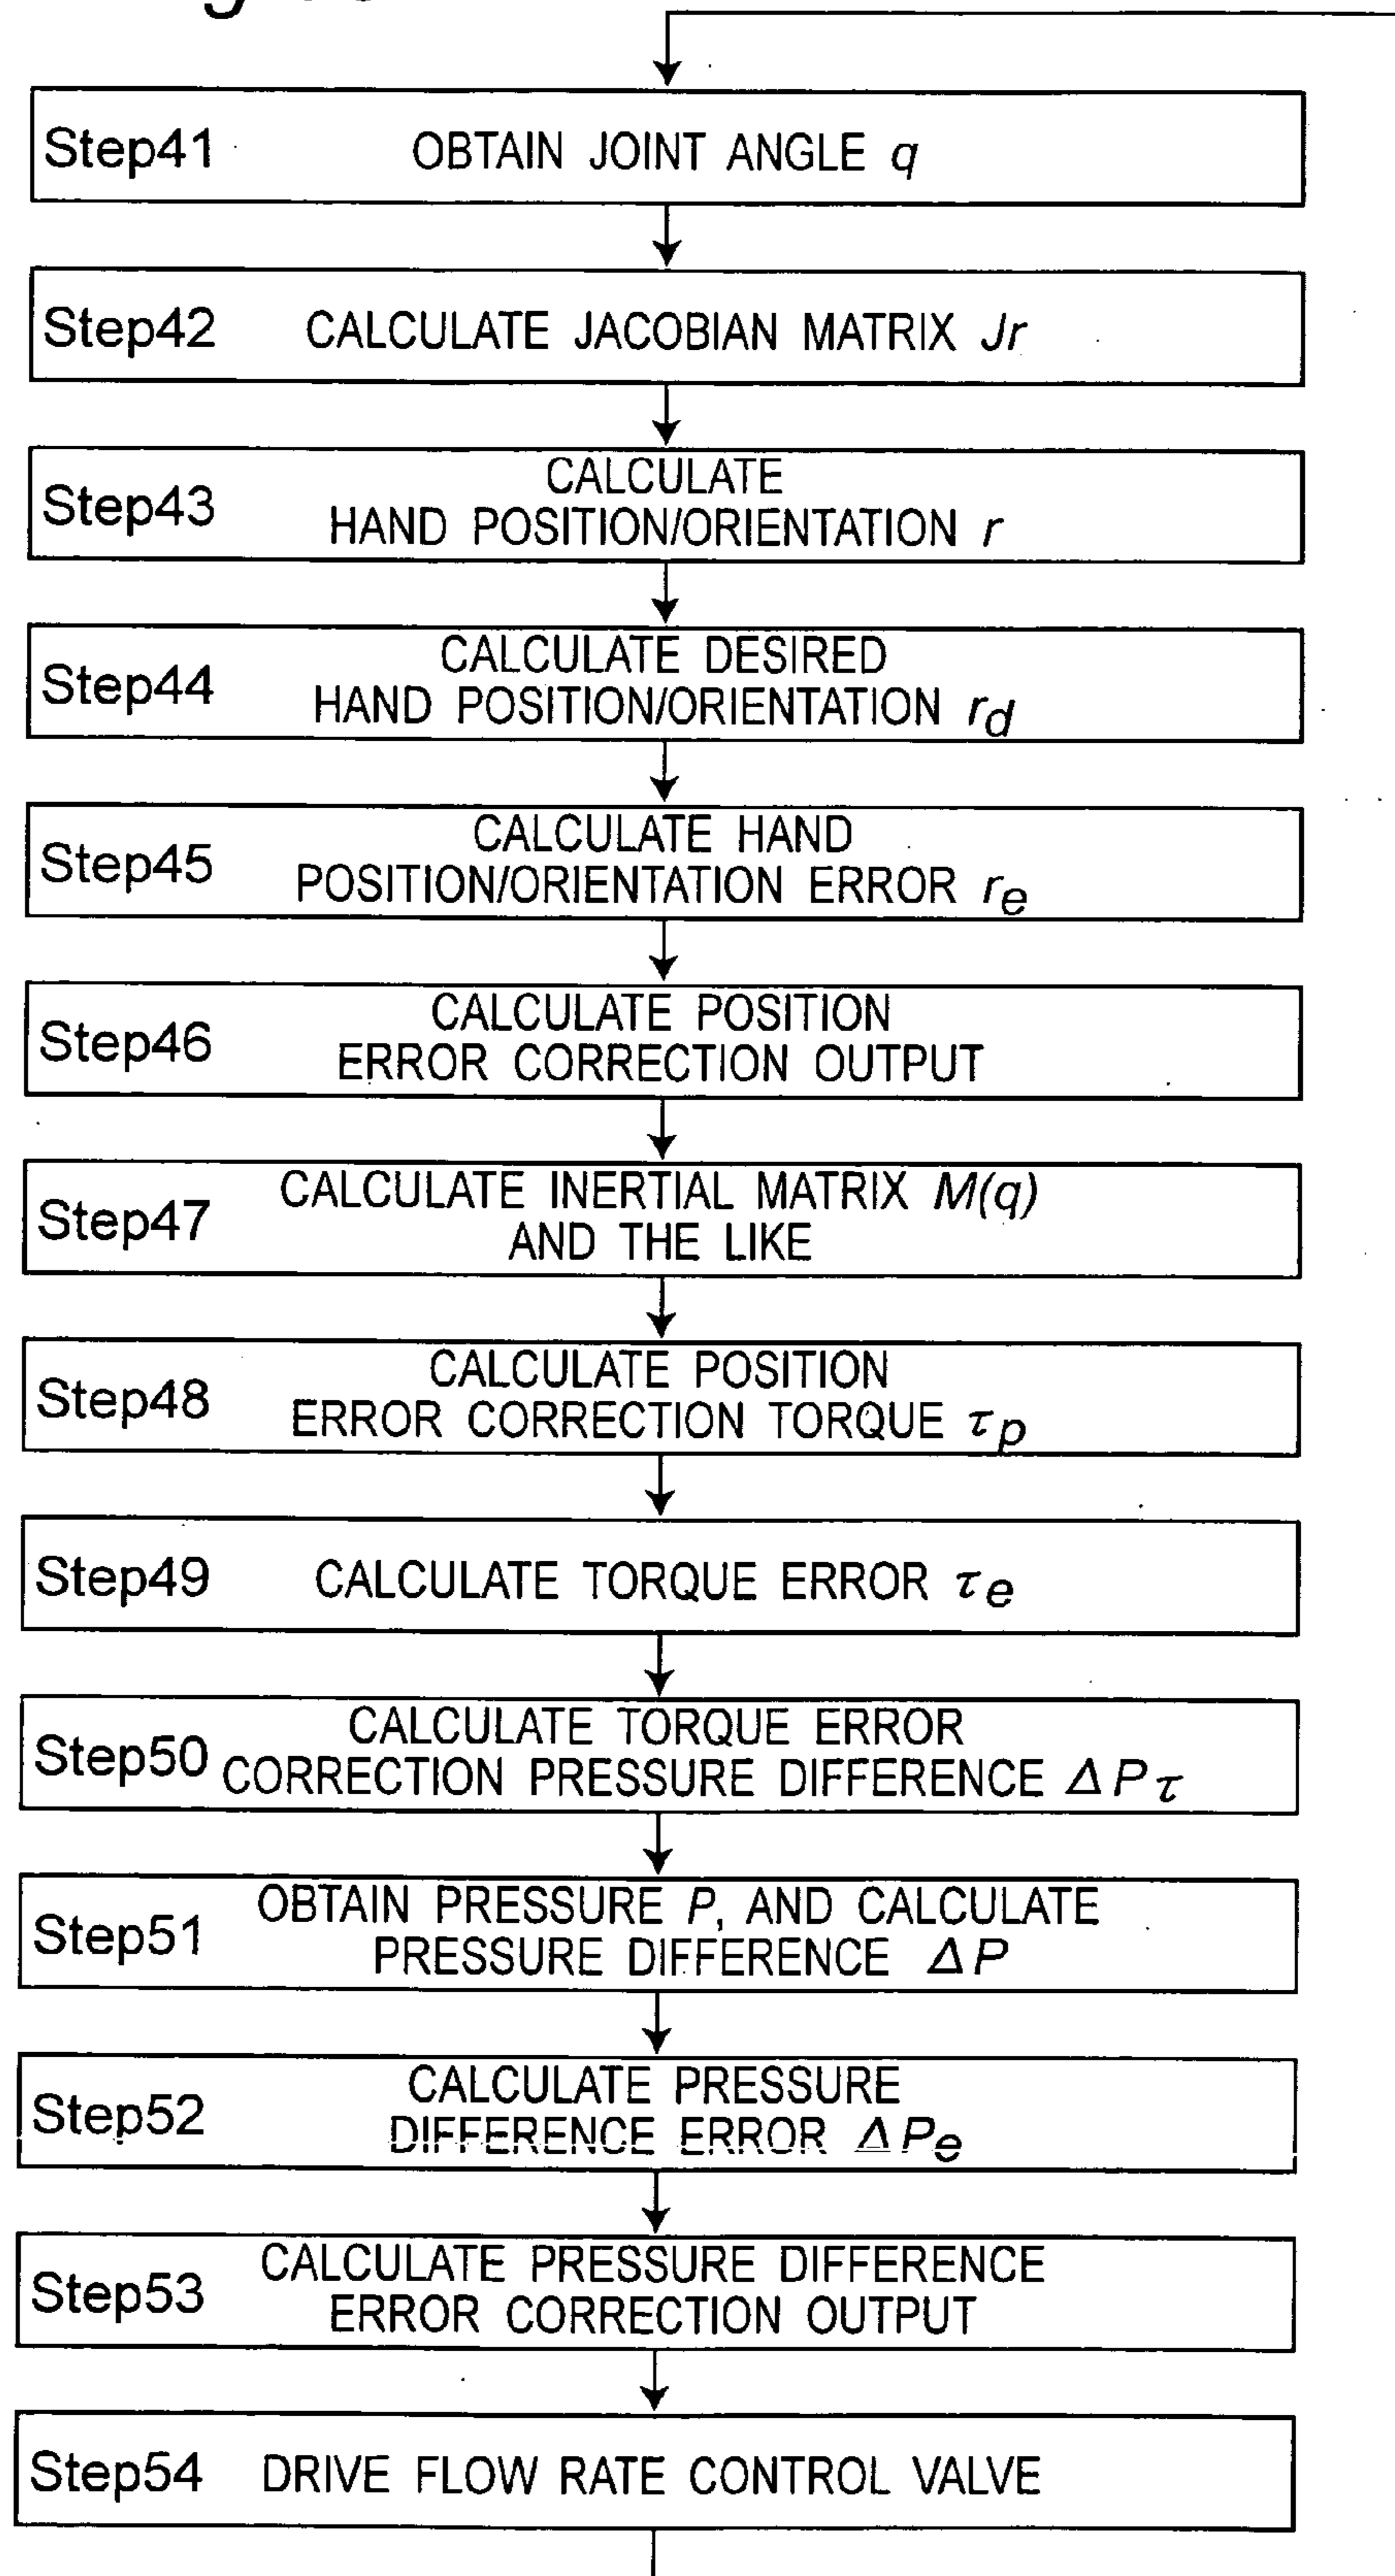 Step41 OBTAIN JOINT ANGLE q
Step42 CALCULATE JACOBIAN MATRIX Jr
Step43 CALCULATE
HAND POSITION/ORIENTATION r
Step44 CALCULATE DESIRED
HAND POSITION/ORIENTATION rd
Step45 CALCULATE HAND
POSITION/ORIENTATION ERROR re
Step46 CALCULATE POSITION
ERROR CORRECTION OUTPUT
Step47 CALCULATE INERTIAL MATRIX M(q)
AND THE LIKE
Step48 CALCULATE POSITION
ERROR CORRECTION TORQUE τp
Step49 CALCULATE TORQUE ERROR τe
Step50 CALCULATE TORQUE ERROR
CORRECTION PRESSURE DIFFERENCE ΔPτ
Step51 OBTAIN PRESSURE P, AND CALCULATE
PRESSURE DIFFERENCE ΔP
Step52 CALCULATE PRESSURE
DIFFERENCE ERROR ΔPe
Step53 CALCULATE PRESSURE DIFFERENCE
ERROR CORRECTION OUTPUT
Step54 DRIVE FLOW RATE CONTROL VALVE